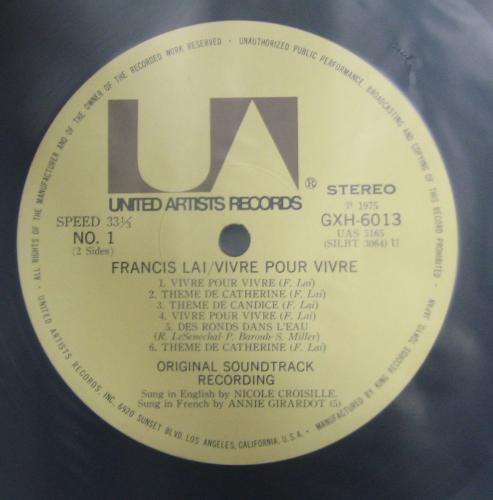 ALL RIGHTS OF THE MANUFACTURER AND OF THE OWNER OF THE RECORDED WORK RESERVED · UNAUTHORIZED PUBLIC PERFORMANCE, BROADCASTING AND COPYING OF THIS RECORD PROHIBITED
UA
UNITED ARTISTS RECORDS ®
STEREO
SPEED 33⅓
℗ 1975
GXH-6013
NO. 1
UAS 5165
(2 Sides)
(SILBT 3064) U
FRANCIS LAI/VIVRE POUR VIVRE
1. VIVRE POUR VIVRE (F. Lai)
2. THEME DE CATHERINE (F. Lai)
3. THEME DE CANDICE (F. Lai)
4. VIVRE POUR VIVRE (F. Lai)
5. DES RONDS DANS L'EAU
(R. LeSenechal·P. Barouh·S. Miller)
6. THEME DE CATHERINE (F. Lai)
ORIGINAL SOUNDTRACK
RECORDING
Sung in English by NICOLE CROISILLE.
Sung in French by ANNIE GIRARDOT (5)
UNITED ARTISTS RECORDS, INC. 6920 SUNSET BLVD. LOS ANGELES, CALIFORNIA, U.S.A. · MANUFACTURED BY KING RECORDS TOKYO, JAPAN